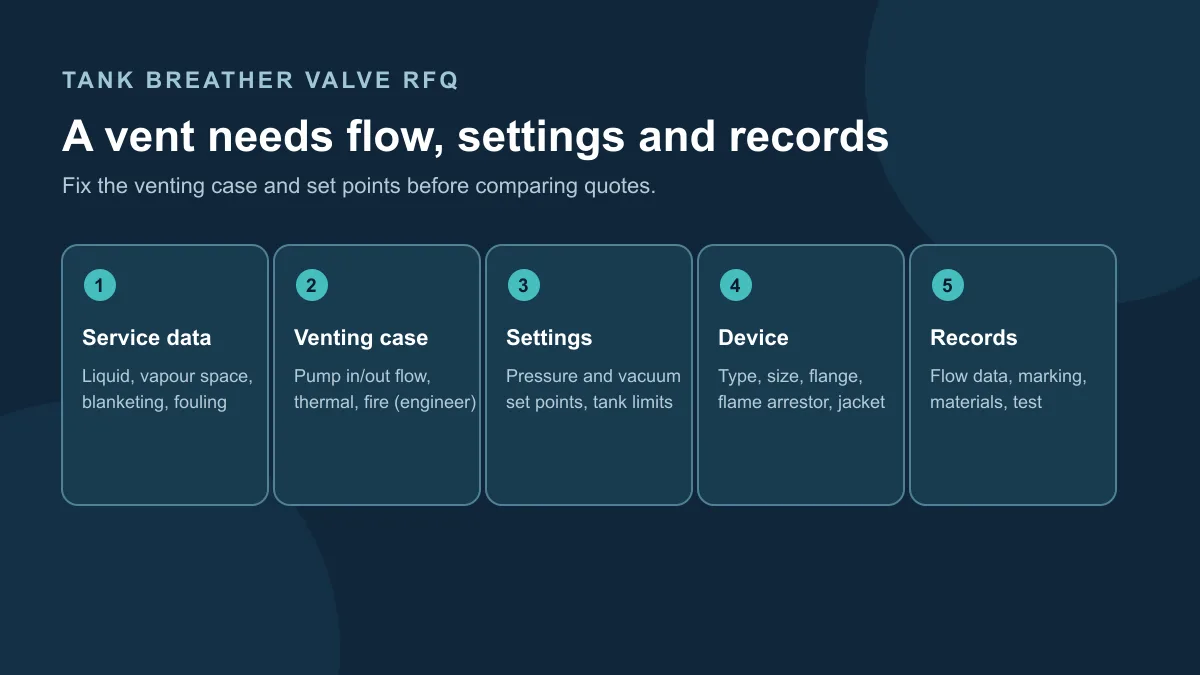 TANK BREATHER VALVE RFQ
A vent needs flow, settings and records
Fix the venting case and set points before comparing quotes.
1
Service data
Liquid, vapour space,
blanketing, fouling
2
Venting case
Pump in/out flow,
thermal, fire (engineer)
3
Settings
Pressure and vacuum
set points, tank limits
4
Device
Type, size, flange,
flame arrestor, jacket
5
Records
Flow data, marking,
materials, test